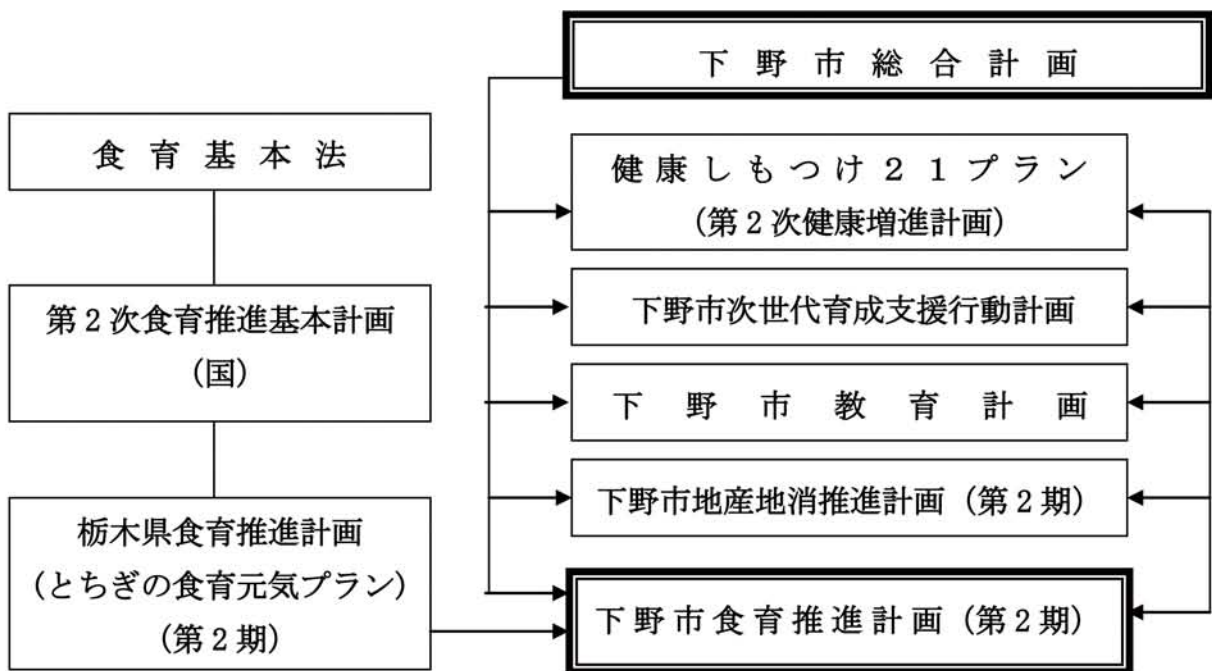 下野市総合計画
食育基本法
健康しもつけ２１プラン
(第２次健康増進計画)
第２次食育推進基本計画
(国)
下野市次世代育成支援行動計画
下野市教育計画
下野市地産地消推進計画 (第２期)
栃木県食育推進計画
(とちぎの食育元気プラン)
(第２期)
下野市食育推進計画 (第２期)